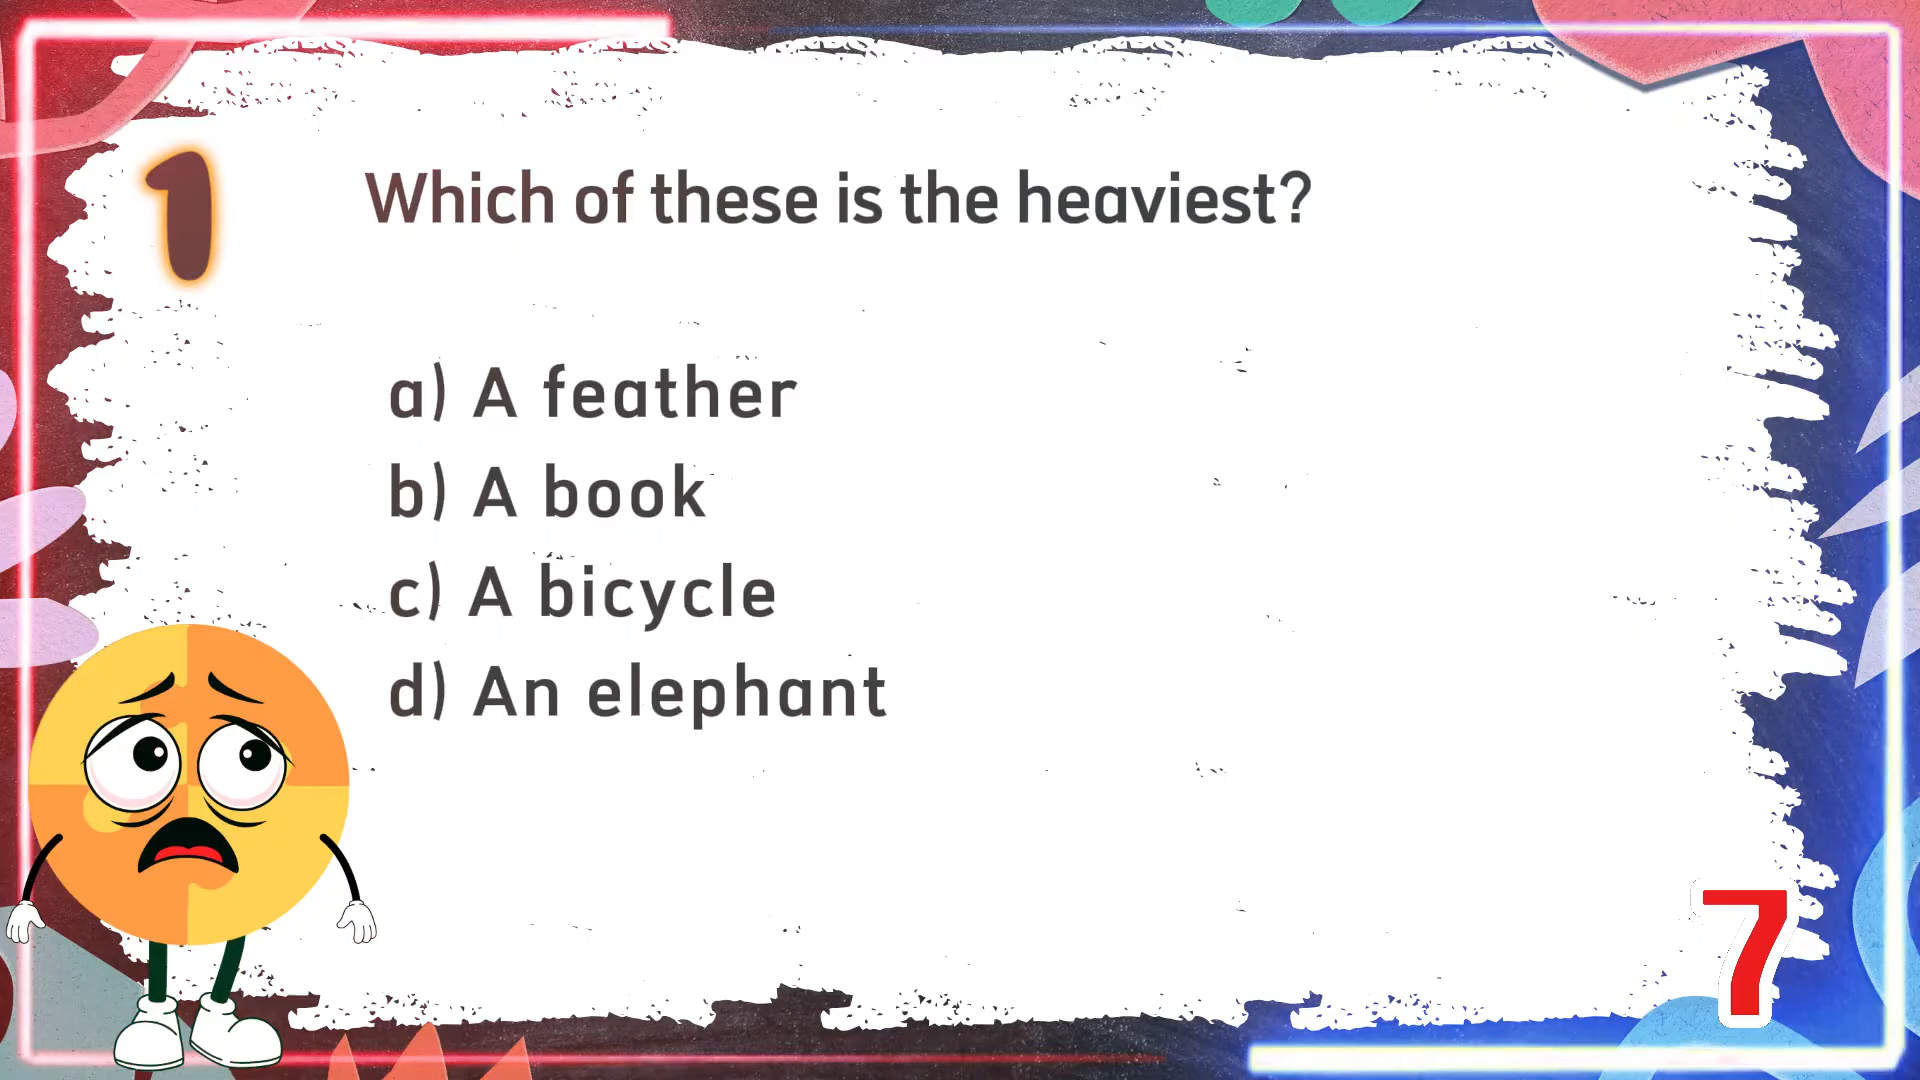 1
Which of these is the heaviest?
a) A feather
b) A book
c) A bicycle
d) An elephant
7